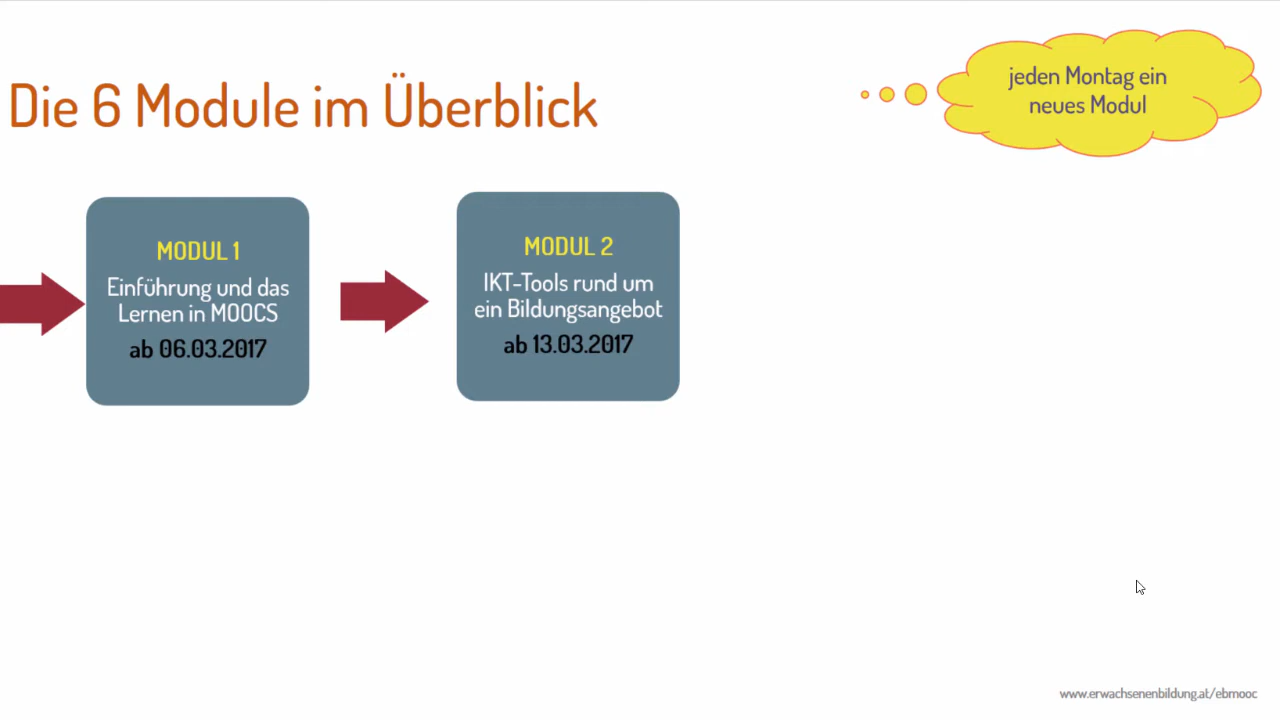 Die 6 Module im Überblick
jeden Montag ein
neues Modul
MODUL 1
Einführung und das
Lernen in MOOCS
ab 06.03.2017
MODUL 2
IKT-Tools rund um
ein Bildungsangebot
ab 13.03.2017
www.erwachsenenbildung.at/ebmooc